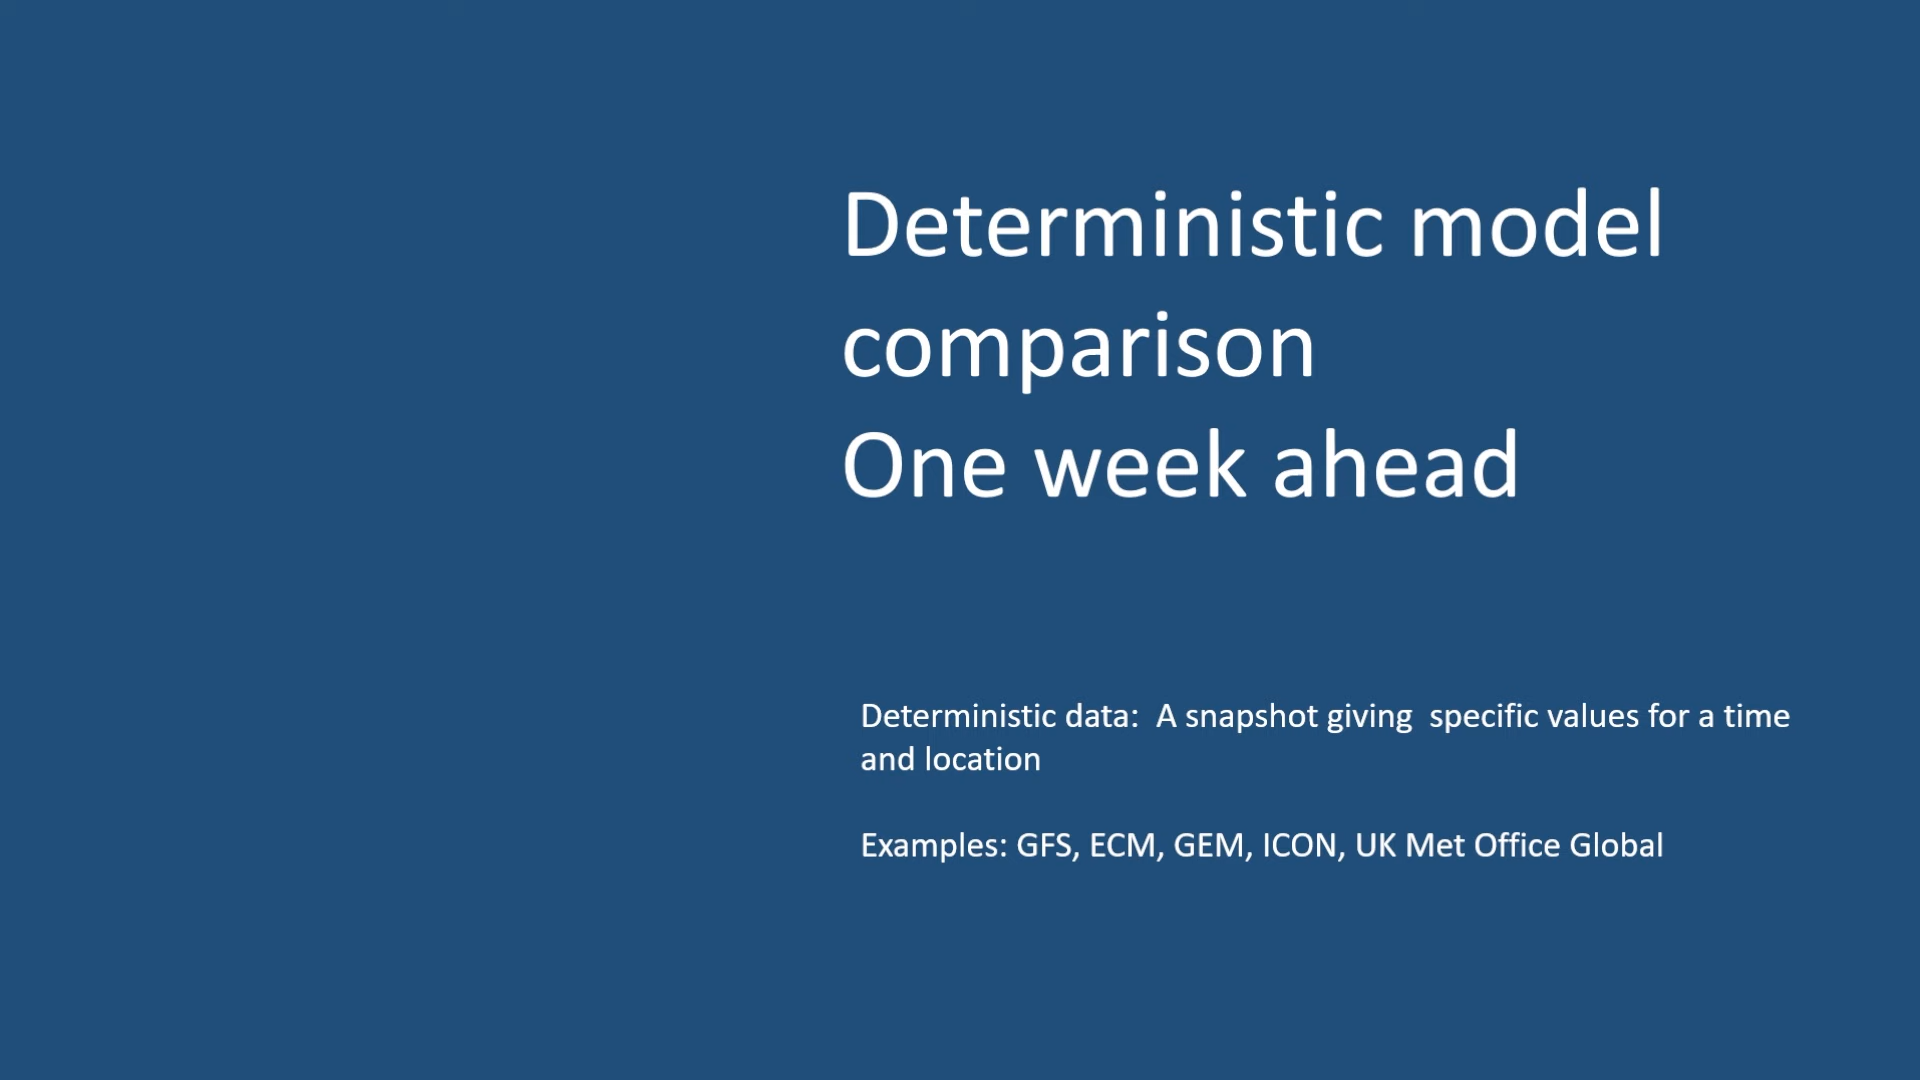 Deterministic model
comparison
One week ahead
Deterministic data:  A snapshot giving  specific values for a time
and location
Examples: GFS, ECM, GEM, ICON, UK Met Office Global